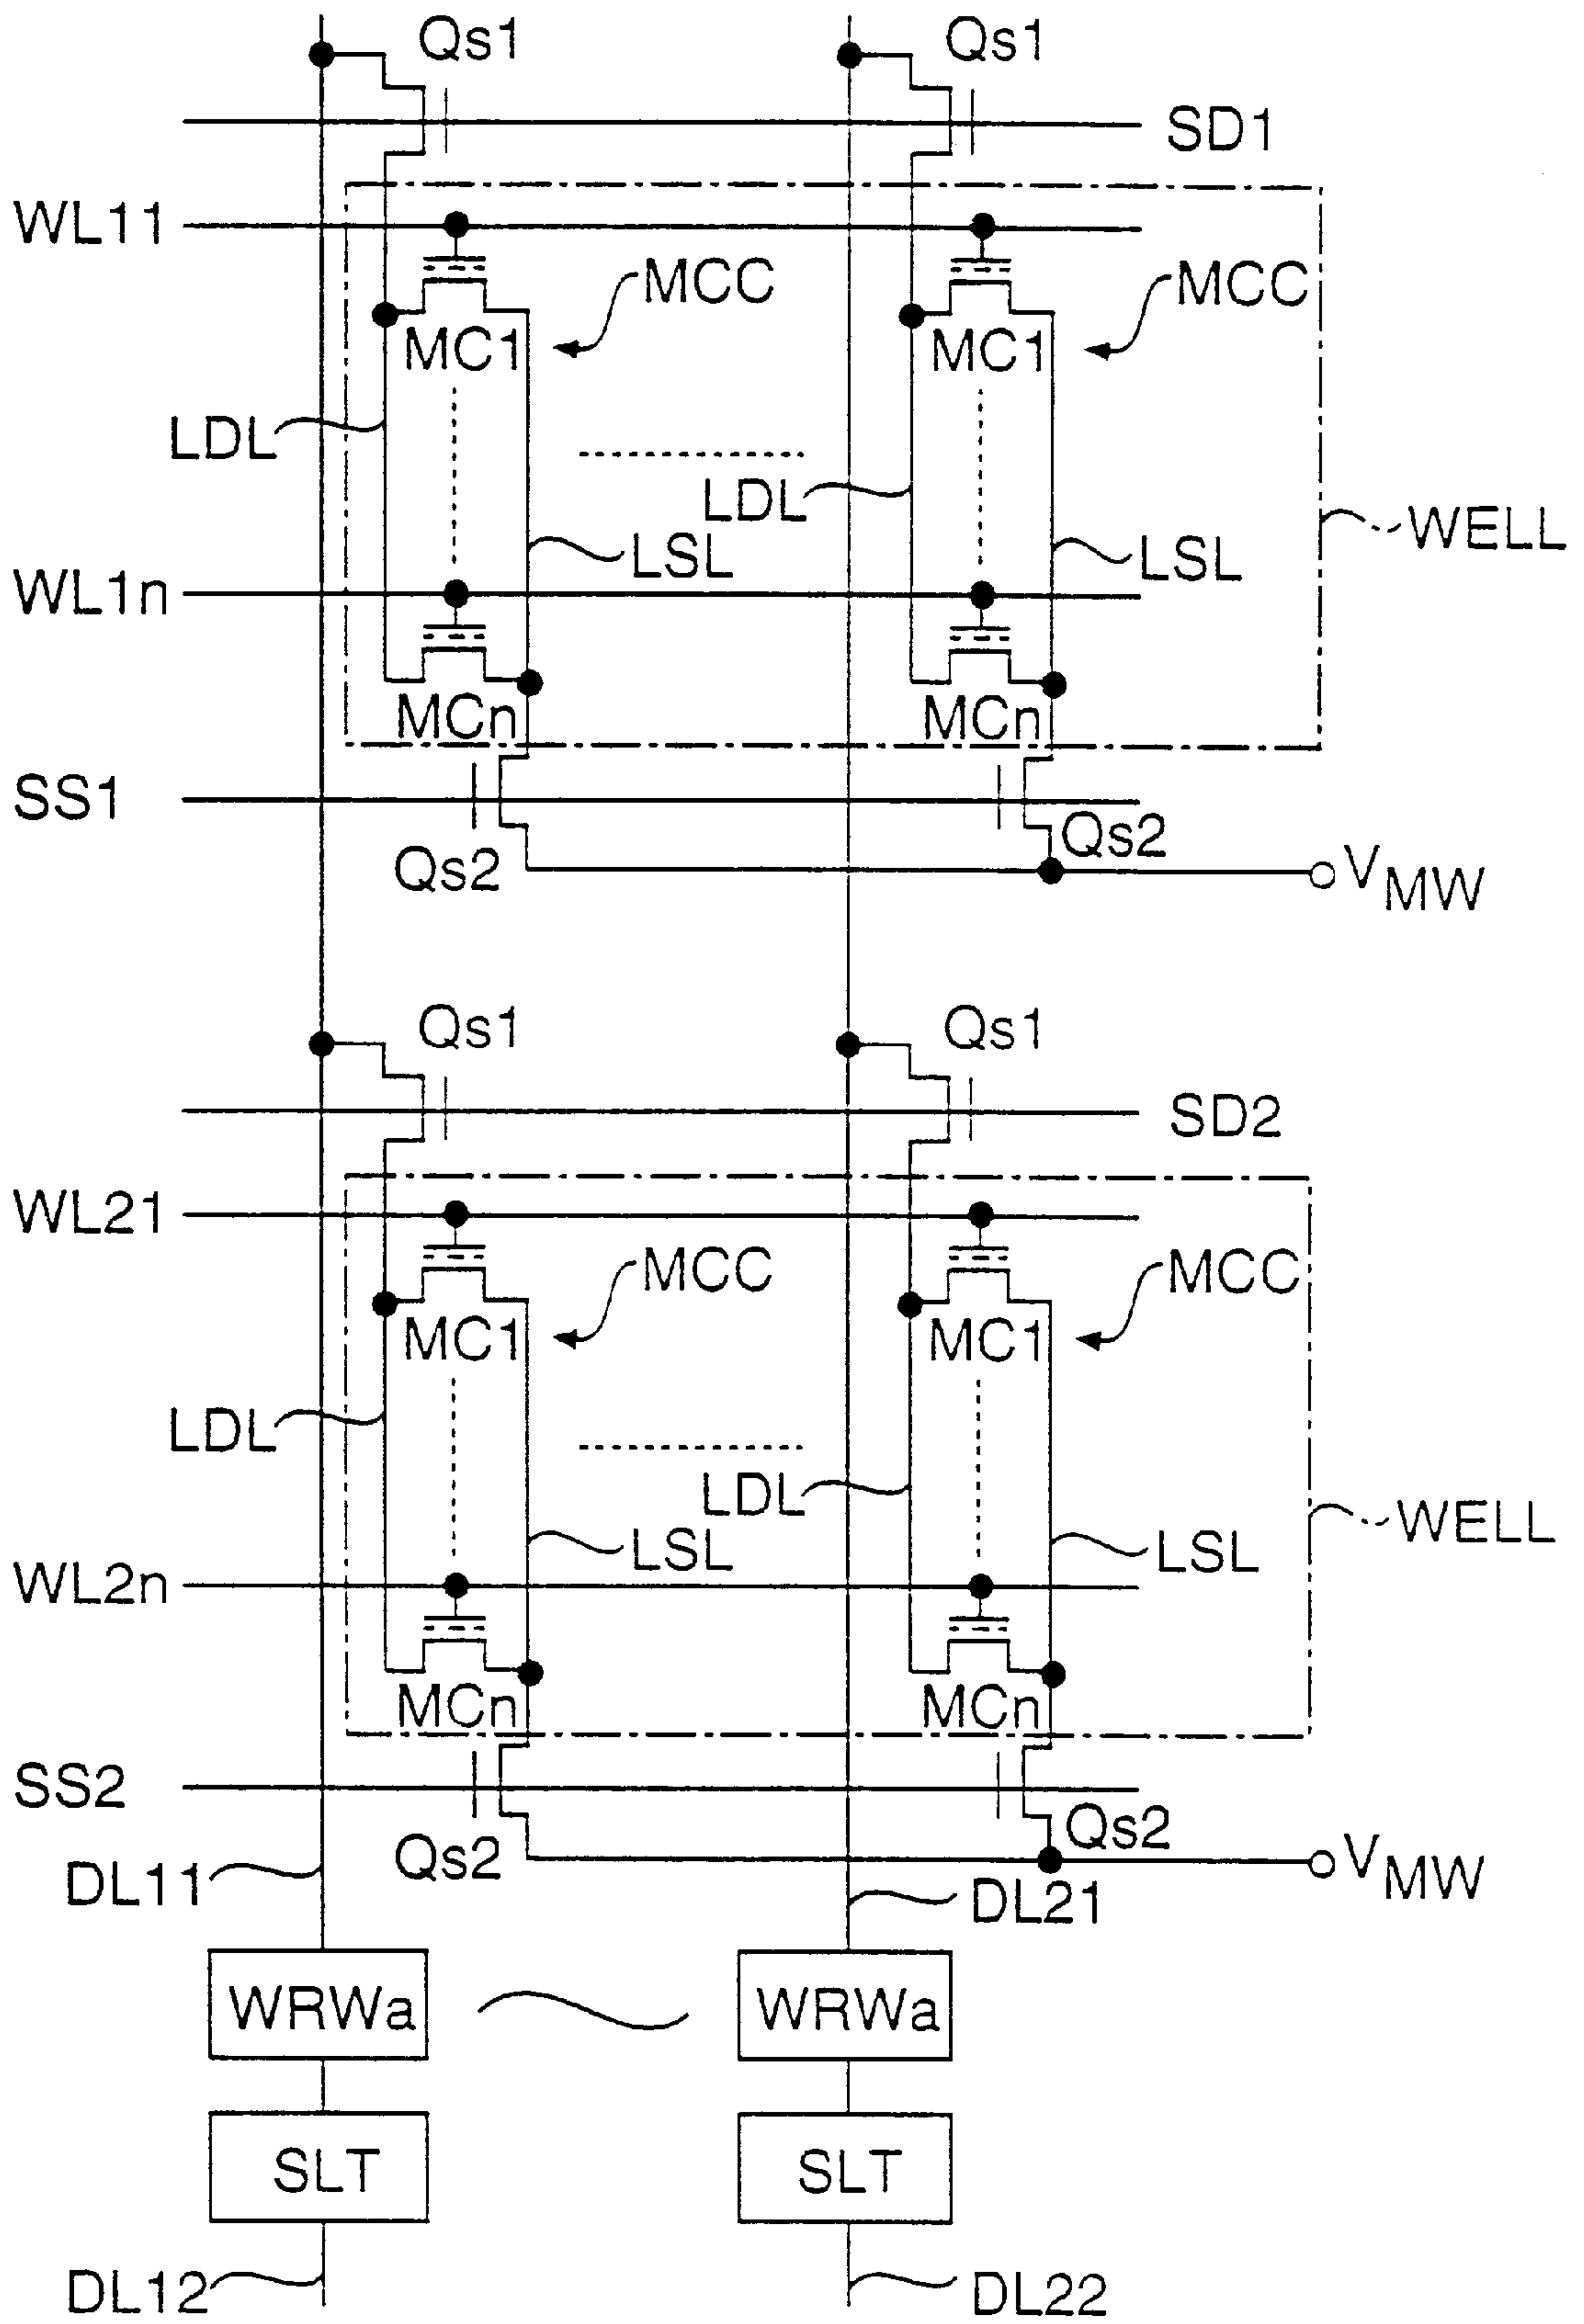 Qs1 Qs1
SD1
WL11
MCC MCC
MC1 MC1
LDL
LDL
WELL
LSL LSL
WL1n
MCn MCn
SS1
Qs2
Qs2
VMW
Qs1 Qs1
SD2
WL21
MCC MCC
MC1 MC1
LDL
LDL
WELL
LSL LSL
WL2n
MCn MCn
SS2
Qs2
Qs2
VMW
DL11
DL21
WRWa WRWa
SLT SLT
DL12 DL22